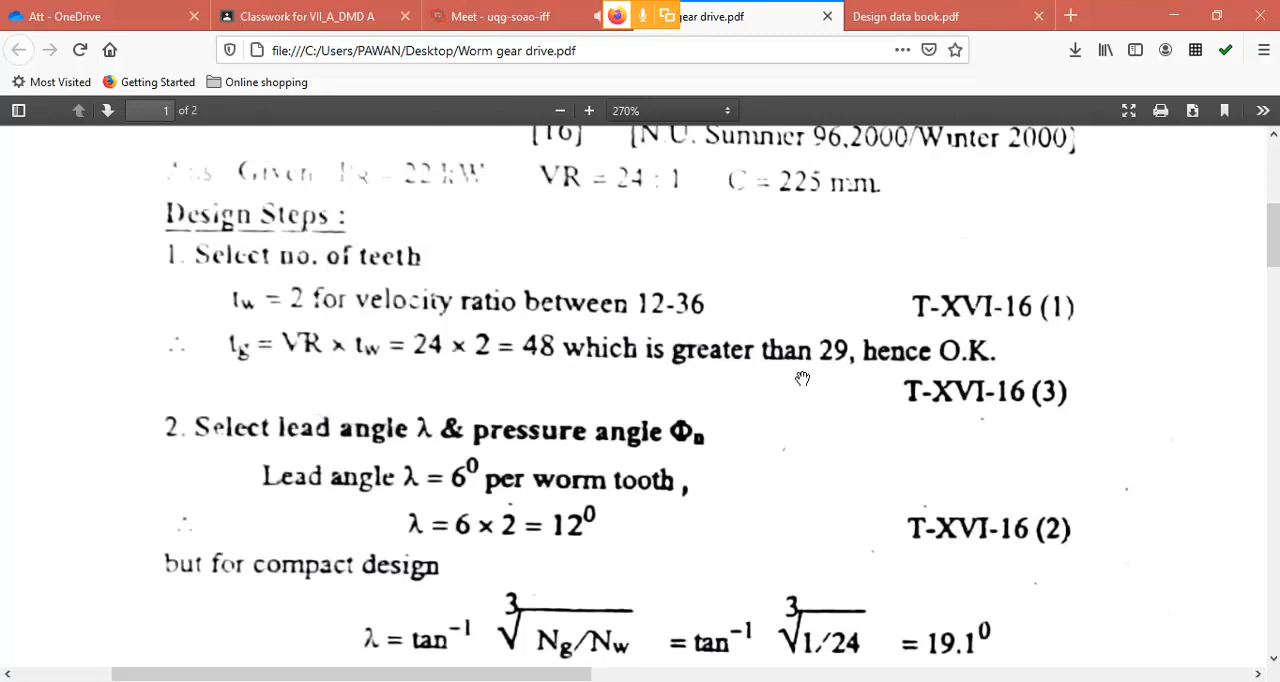 Att - OneDrive
Classwork for VII_A_DMD A
Meet - uqg-soao-iff
gear drive.pdf
Design data book.pdf
file:///C:/Users/PAWAN/Desktop/Worm gear drive.pdf
Most Visited
Getting Started
Online shopping
1 of 2
270%
[16] [N.U. Summer 96,2000/Winter 2000]
Given = 22 kW VR = 24 : 1 C = 225 mm.
Design Steps :
1. Select no. of teeth
tw = 2 for velocity ratio between 12-36 T-XVI-16 (1)
∴ tg = VR × tw = 24 × 2 = 48 which is greater than 29, hence O.K.
T-XVI-16 (3)
2. Select lead angle λ & pressure angle Φn
Lead angle λ = 6⁰ per worm tooth ,
∴ λ = 6 × 2 = 12⁰ T-XVI-16 (2)
but for compact design
λ = tan⁻¹ ∛Ng/Nw = tan⁻¹ ∛1/24 = 19.1⁰